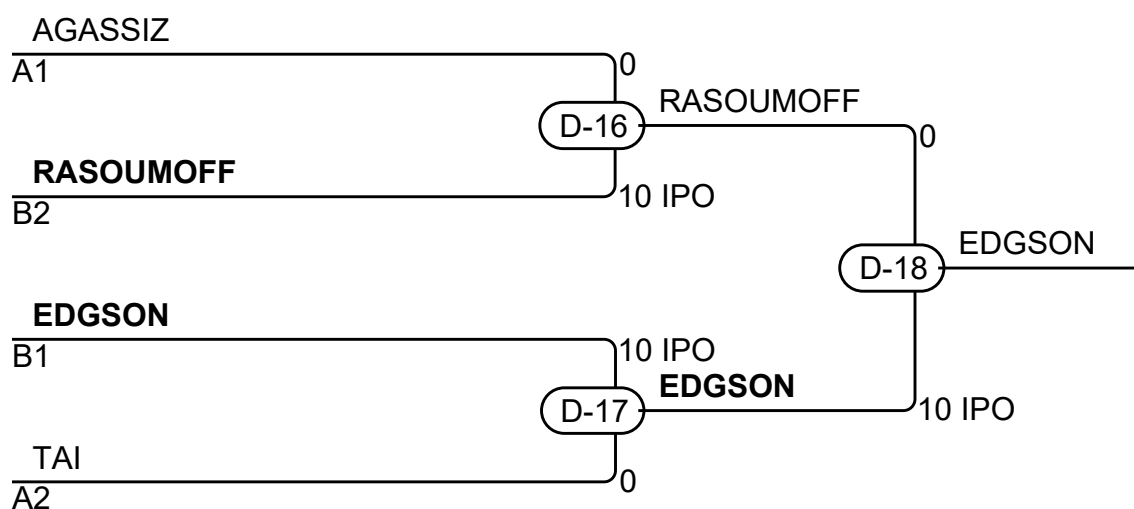 AGASSIZ
A1
0
D-16
RASOUMOFF
0
RASOUMOFF
B2
10 IPO
D-18
EDGSON
EDGSON
B1
10 IPO
EDGSON
D-17
10 IPO
TAI
A2
0